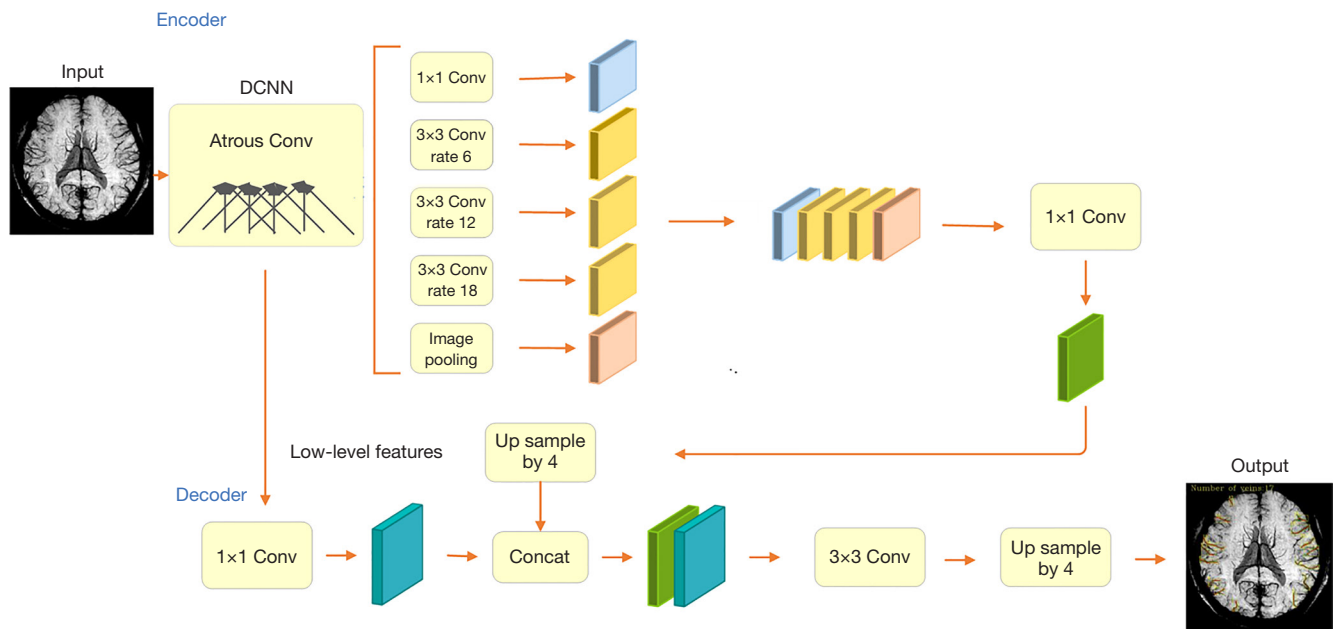 Encoder
Input
DCNN
Atrous Conv
1×1 Conv
3×3 Conv
rate 6
3×3 Conv
rate 12
3×3 Conv
rate 18
Image
pooling
1×1 Conv
Low-level features
Up sample
by 4
Decoder
1×1 Conv
Concat
3×3 Conv
Up sample
by 4
Output
Number of veins:17